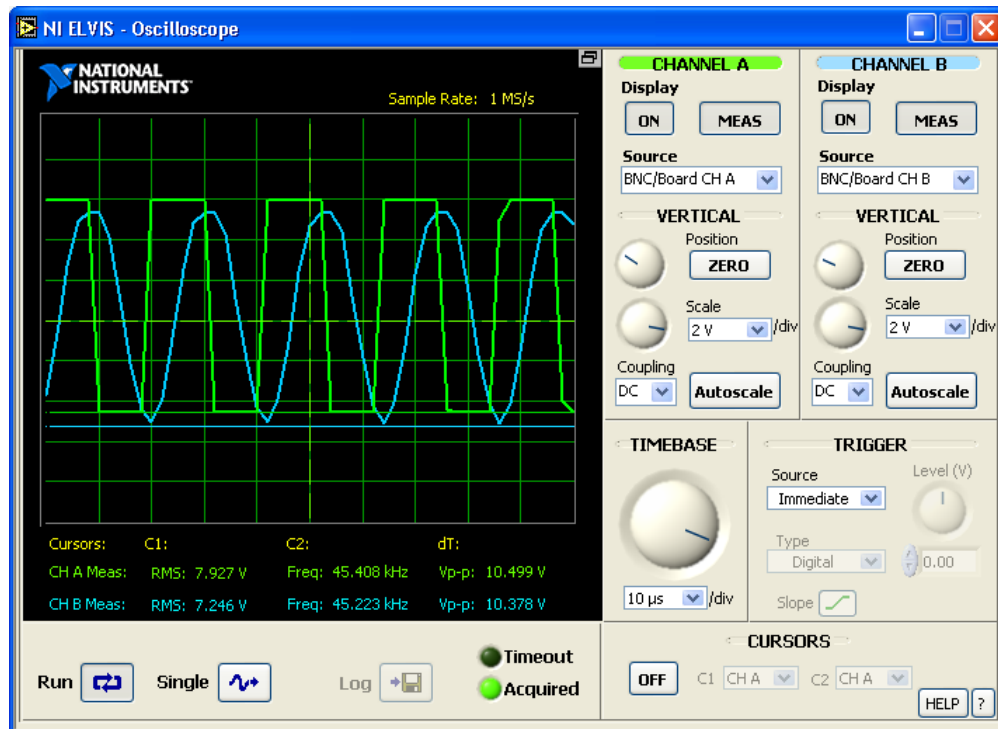 NI ELVIS - Oscilloscope
NATIONAL
INSTRUMENTS
Sample Rate: 1 MS/s
Cursors: C1: C2: dT:
CH A Meas: RMS: 7.927 V Freq: 45.408 kHz Vp-p: 10.499 V
CH B Meas: RMS: 7.246 V Freq: 45.223 kHz Vp-p: 10.378 V
Run Single Log
Timeout
Acquired
CHANNEL A
Display
ON MEAS
Source
BNC/Board CH A
VERTICAL
Position
ZERO
Scale
2 V /div
Coupling
DC Autoscale
CHANNEL B
Display
ON MEAS
Source
BNC/Board CH B
VERTICAL
Position
ZERO
Scale
2 V /div
Coupling
DC Autoscale
TIMEBASE
10 µs /div
TRIGGER
Source Level (V)
Immediate
Type
Digital 0.00
Slope
CURSORS
OFF C1 CH A C2 CH A
HELP ?